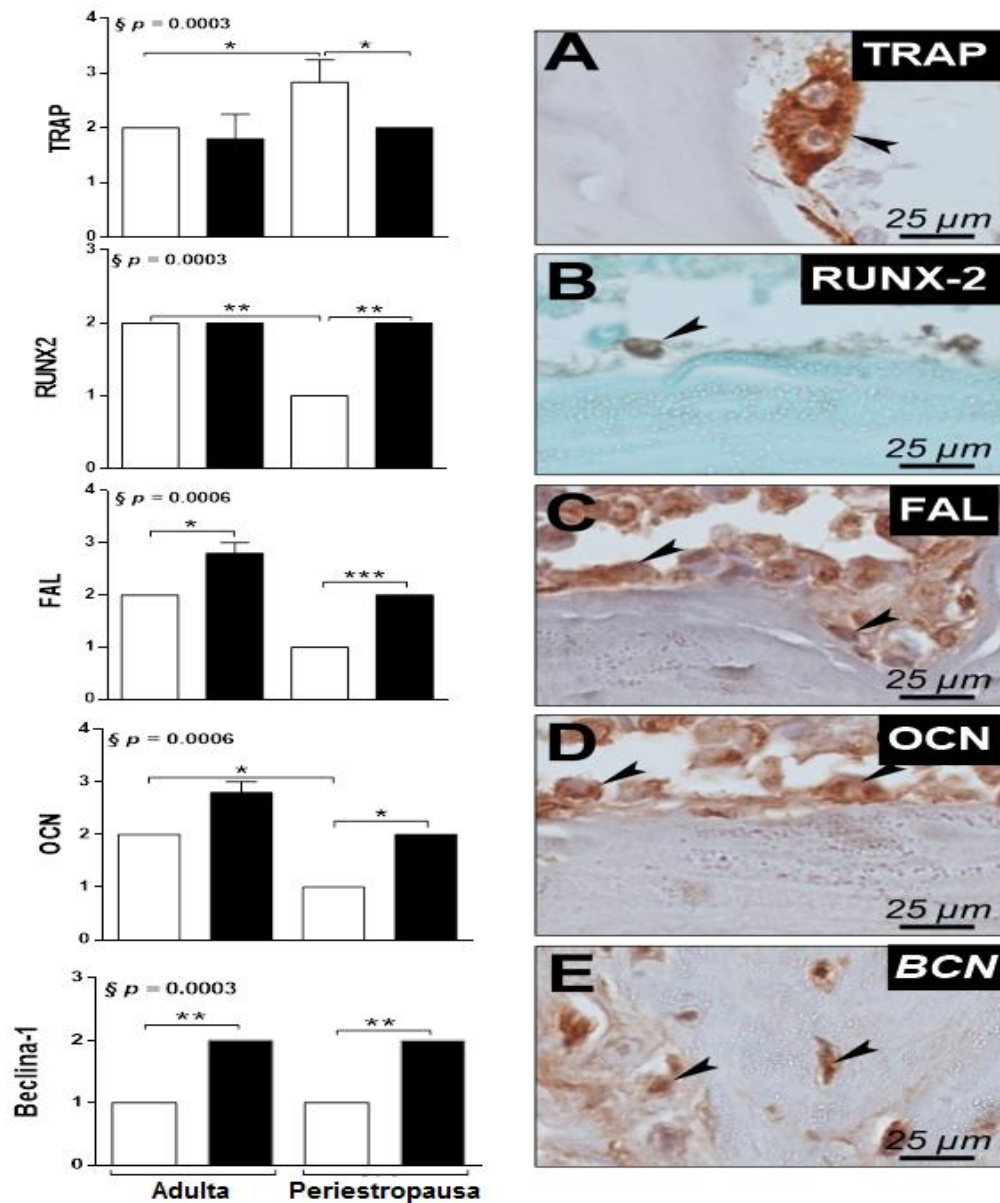 4
§ p = 0.0003
*
*
3
2
1
0
TRAP
A
TRAP
25 µm
3
§ p = 0.0003
**
**
2
1
0
RUNX2
B
RUNX-2
25 µm
4
§ p = 0.0006
*
***
3
2
1
0
FAL
C
FAL
25 µm
4
§ p = 0.0006
*
*
3
2
1
0
OCN
D
OCN
25 µm
3
§ p = 0.0003
**
**
2
1
0
Beclina-1
E
BCN
25 µm
Adulta
Periestropausa